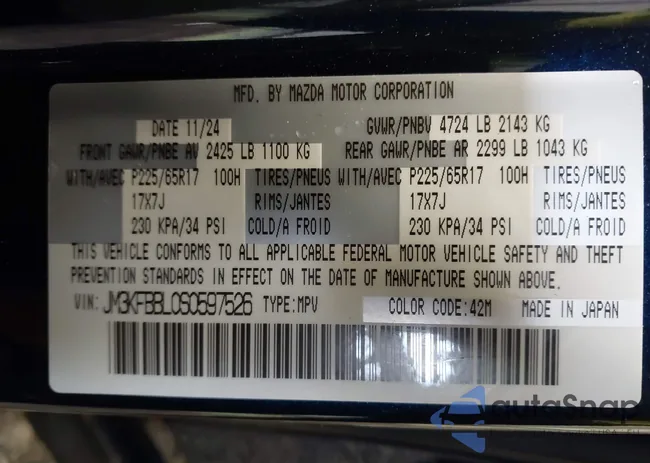 MFD. BY MAZDA MOTOR CORPORATION
DATE 11/24 GVWR/PNBV 4724 LB 2143 KG
FRONT GAWR/PNBE AV 2425 LB 1100 KG REAR GAWR/PNBE AR 2299 LB 1043 KG
WITH/AVEC P225/65R17 100H TIRES/PNEUS WITH/AVEC P225/65R17 100H TIRES/PNEUS
17X7J RIMS/JANTES 17X7J RIMS/JANTES
230 KPA/34 PSI COLD/A FROID 230 KPA/34 PSI COLD/A FROID
THIS VEHICLE CONFORMS TO ALL APPLICABLE FEDERAL MOTOR VEHICLE SAFETY AND THEFT
PREVENTION STANDARDS IN EFFECT ON THE DATE OF MANUFACTURE SHOWN ABOVE.
VIN: JM3KFBBL0S0597526 TYPE:MPV COLOR CODE:42M MADE IN JAPAN
autoSnap